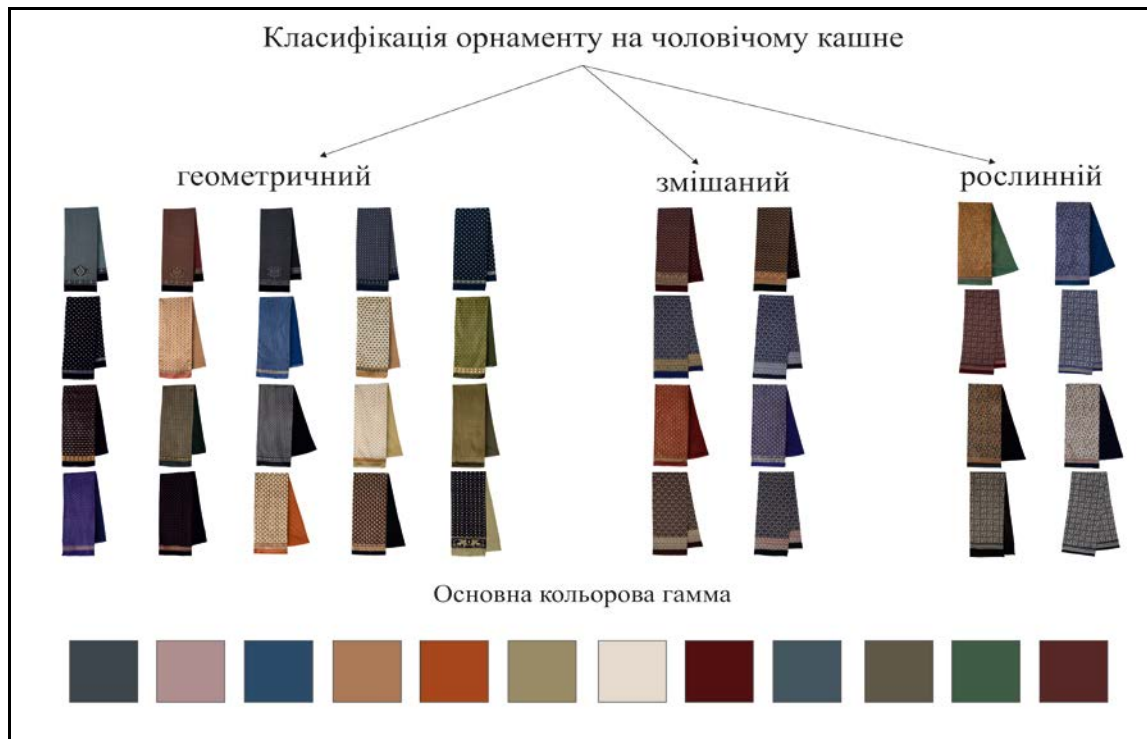 Класифікація орнаменту на чоловічому кашне
геометричний
змішаний
рослинній
Основна кольорова гамма